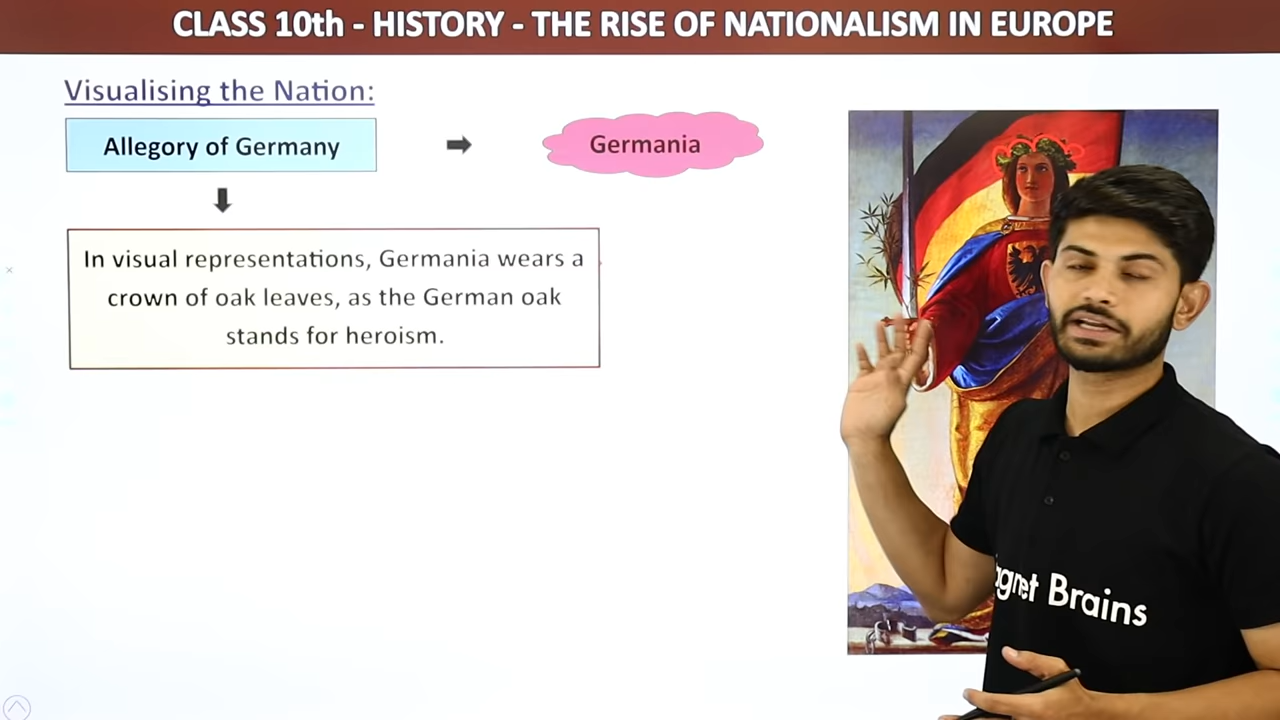 CLASS 10th - HISTORY - THE RISE OF NATIONALISM IN EUROPE
Visualising the Nation:
Allegory of Germany
Germania
In visual representations, Germania wears a
crown of oak leaves, as the German oak
stands for heroism.
agnet Brains